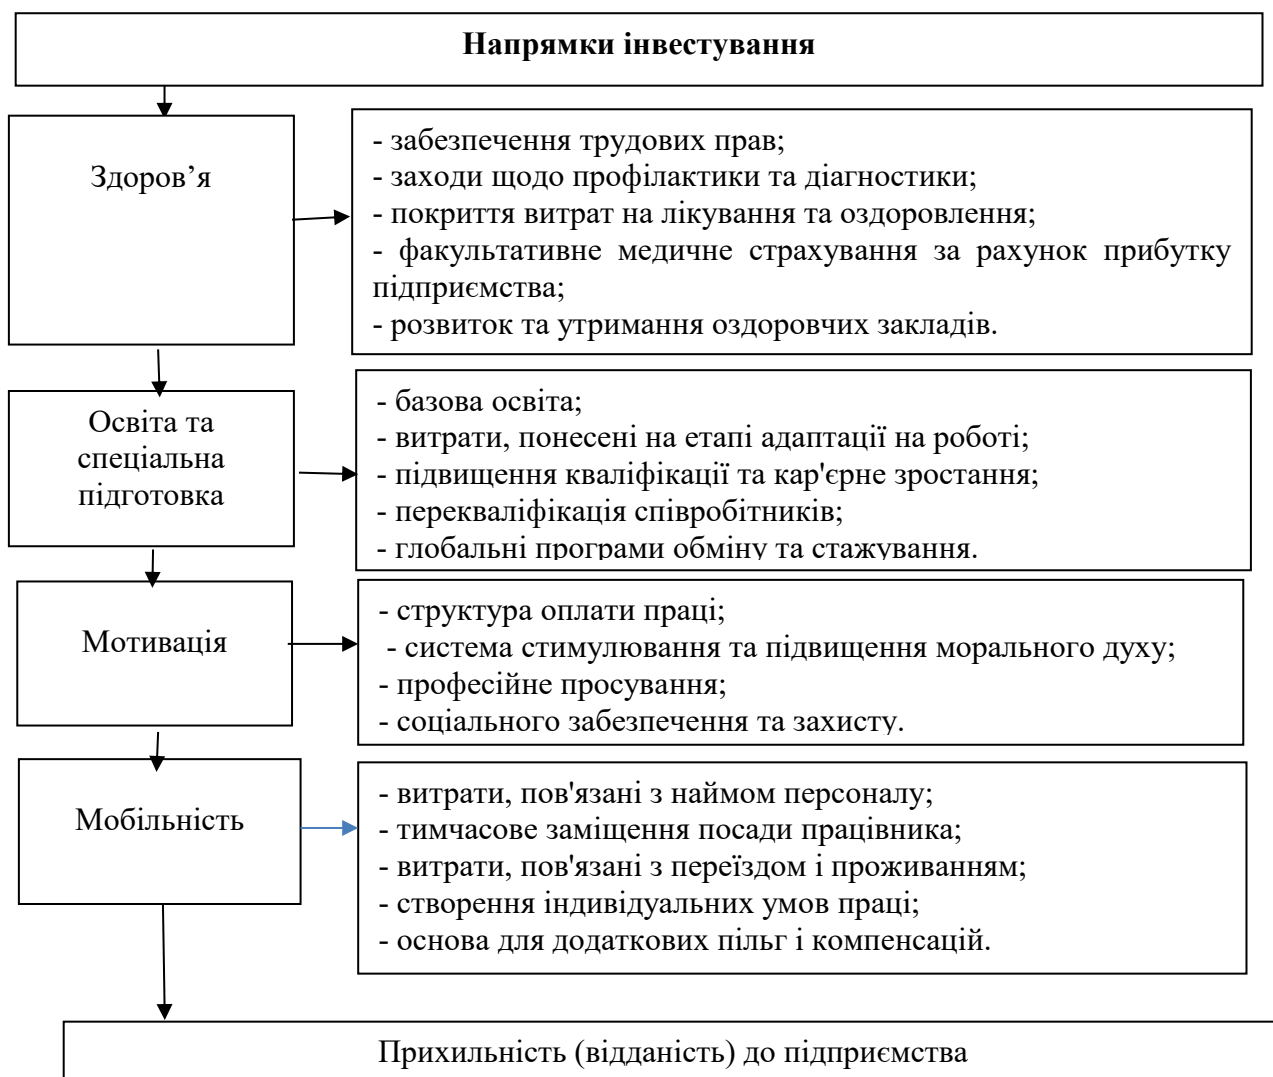 Напрямки інвестування
Здоров’я
- забезпечення трудових прав;
- заходи щодо профілактики та діагностики;
- покриття витрат на лікування та оздоровлення;
- факультативне медичне страхування за рахунок прибутку
підприємства;
- розвиток та утримання оздоровчих закладів.
Освіта та
спеціальна
підготовка
- базова освіта;
- витрати, понесені на етапі адаптації на роботі;
- підвищення кваліфікації та кар'єрне зростання;
- перекваліфікація співробітників;
- глобальні програми обміну та стажування.
Мотивація
- структура оплати праці;
- система стимулювання та підвищення морального духу;
- професійне просування;
- соціального забезпечення та захисту.
Мобільність
- витрати, пов'язані з наймом персоналу;
- тимчасове заміщення посади працівника;
- витрати, пов'язані з переїздом і проживанням;
- створення індивідуальних умов праці;
- основа для додаткових пільг і компенсацій.
Прихильність (відданість) до підприємства